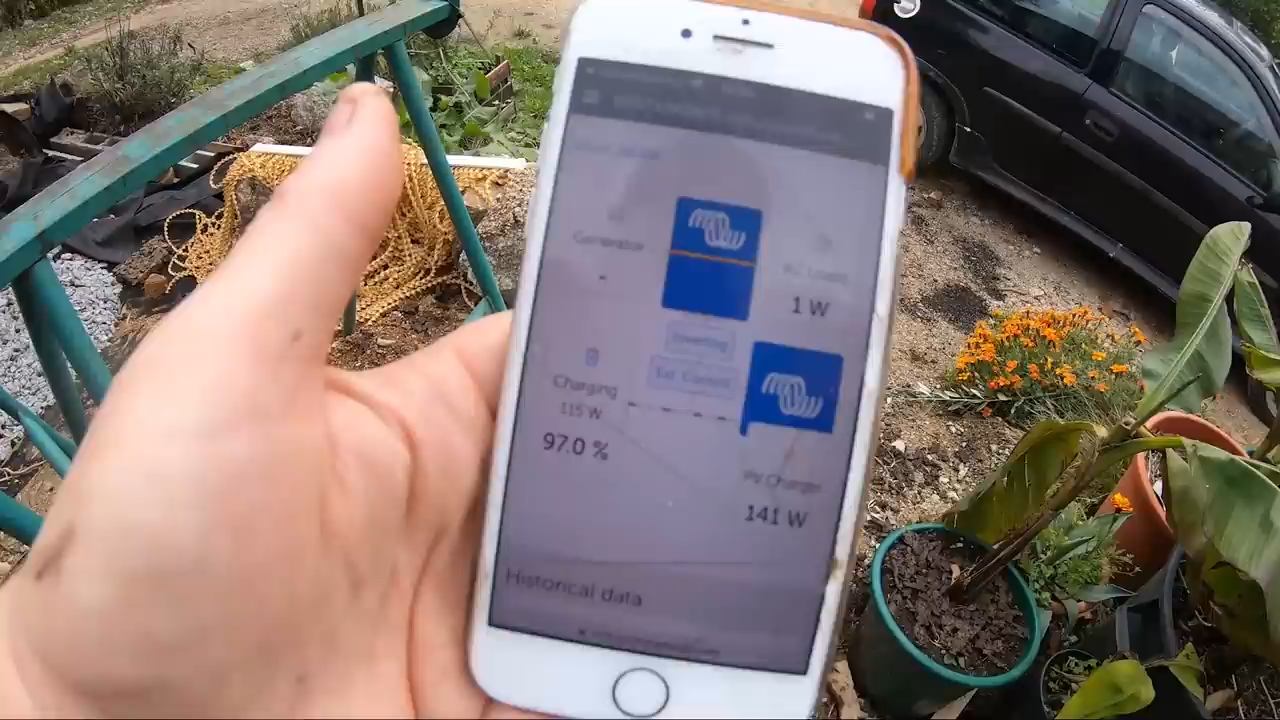 Generator
AC Loads
1 W
Inverting
Ext. Control
Charging
115 W
97.0 %
PV Charger
141 W
Historical data